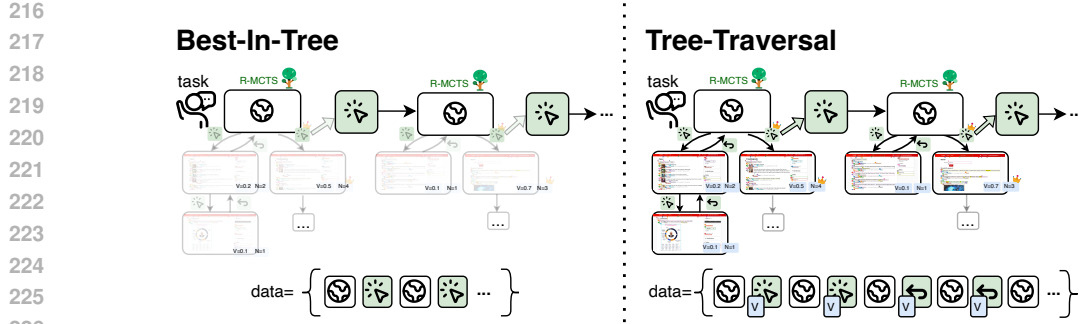 216
217
218
219
220
221
222
223
224
225
Best-In-Tree
task
R-MCTS
R-MCTS
...
V=0.2 N=2
V=0.5 N=4
V=0.1 N=1
V=0.7 N=3
...
...
V=0.1 N=1
data=
...
Tree-Traversal
task
R-MCTS
R-MCTS
...
V=0.2 N=2
V=0.5 N=4
V=0.1 N=1
V=0.7 N=3
...
...
V=0.1 N=1
data=
V
V
V
V
...